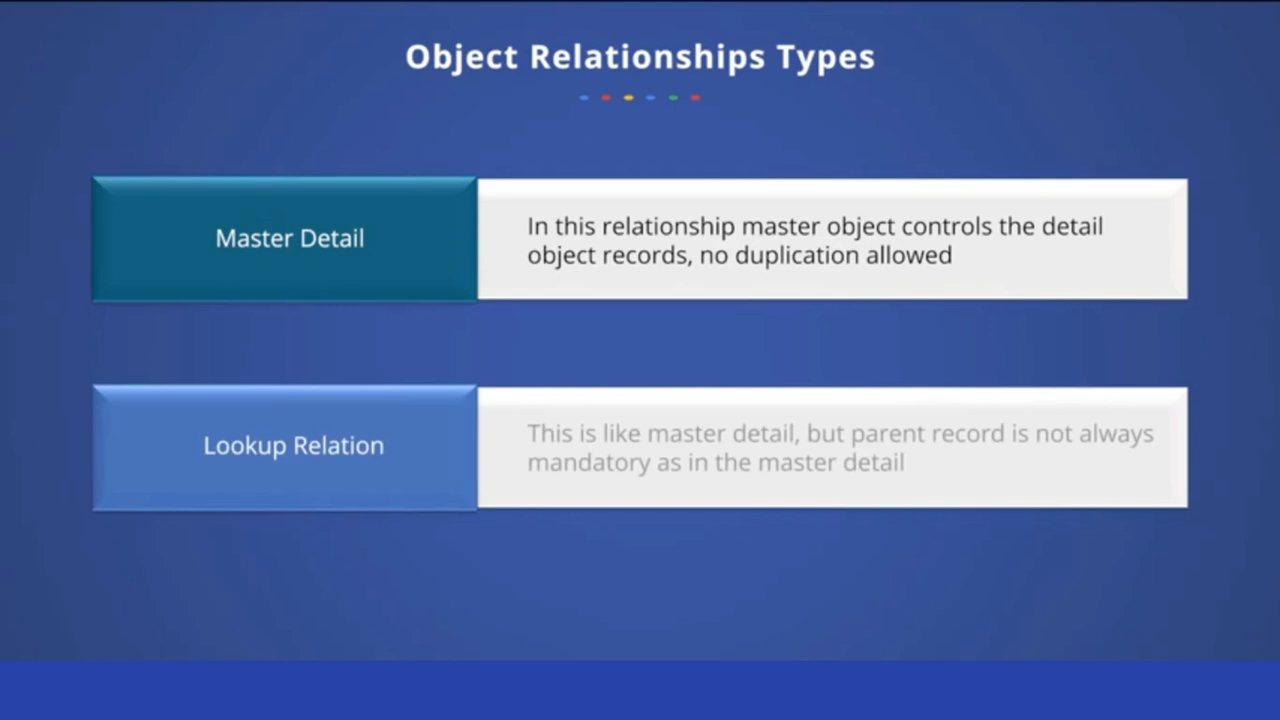 Object Relationships Types
Master Detail
In this relationship master object controls the detail
object records, no duplication allowed
Lookup Relation
This is like master detail, but parent record is not always
mandatory as in the master detail